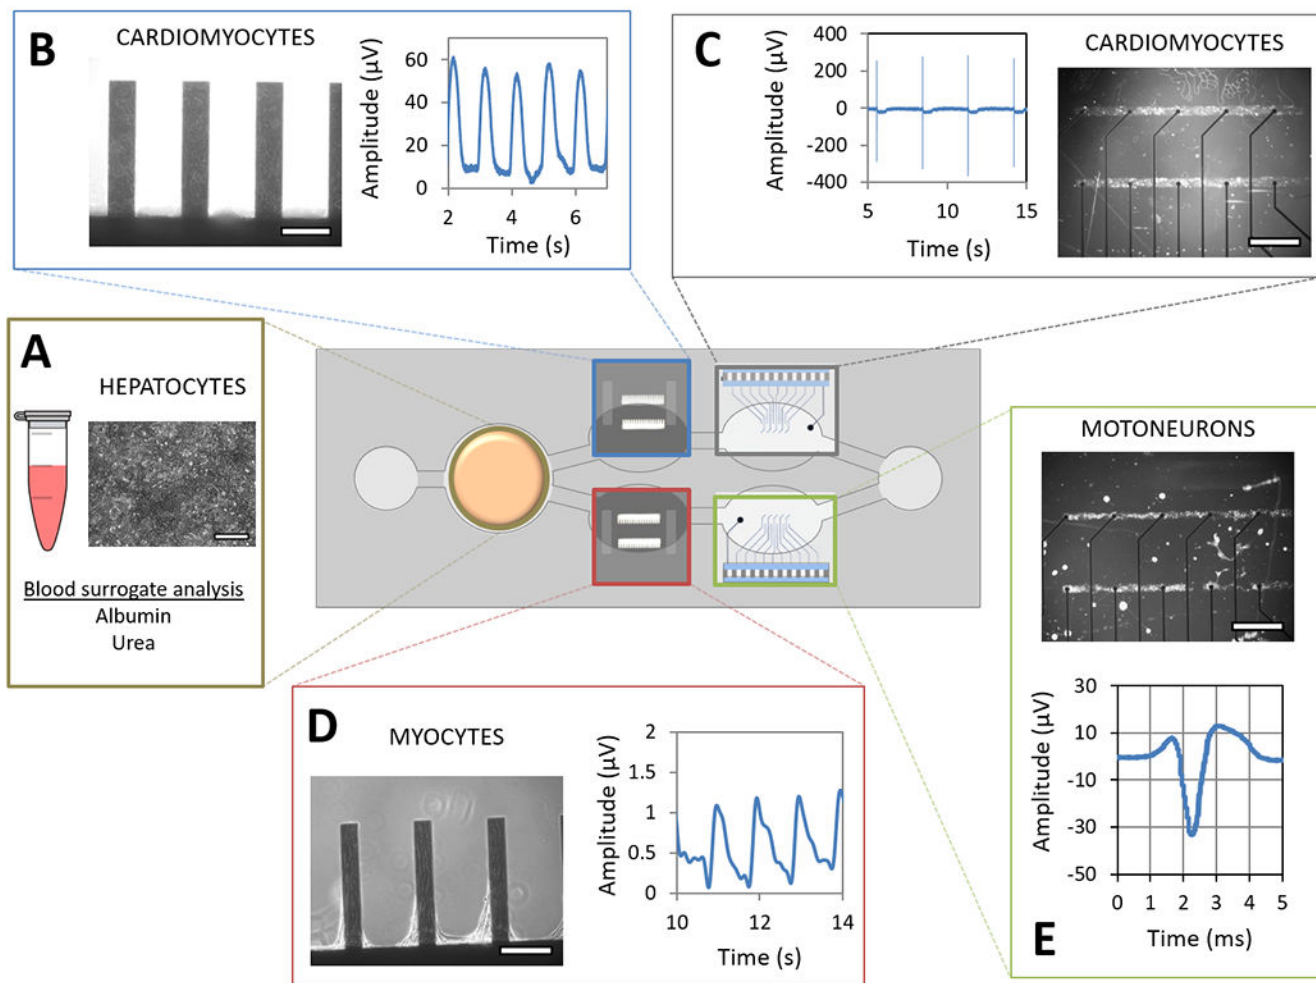 B
CARDIOMYOCYTES
Amplitude (µV)
60
40
20
0
2
4
6
Time (s)
C
CARDIOMYOCYTES
Amplitude (µV)
400
200
0
-200
-400
5
10
15
Time (s)
A
HEPATOCYTES
Blood surrogate analysis
Albumin
Urea
D
MYOCYTES
Amplitude (µV)
2
1.5
1
0.5
0
10
12
14
Time (s)
MOTONEURONS
Amplitude (µV)
30
10
-10
-30
-50
0
1
2
3
4
5
Time (ms)
E